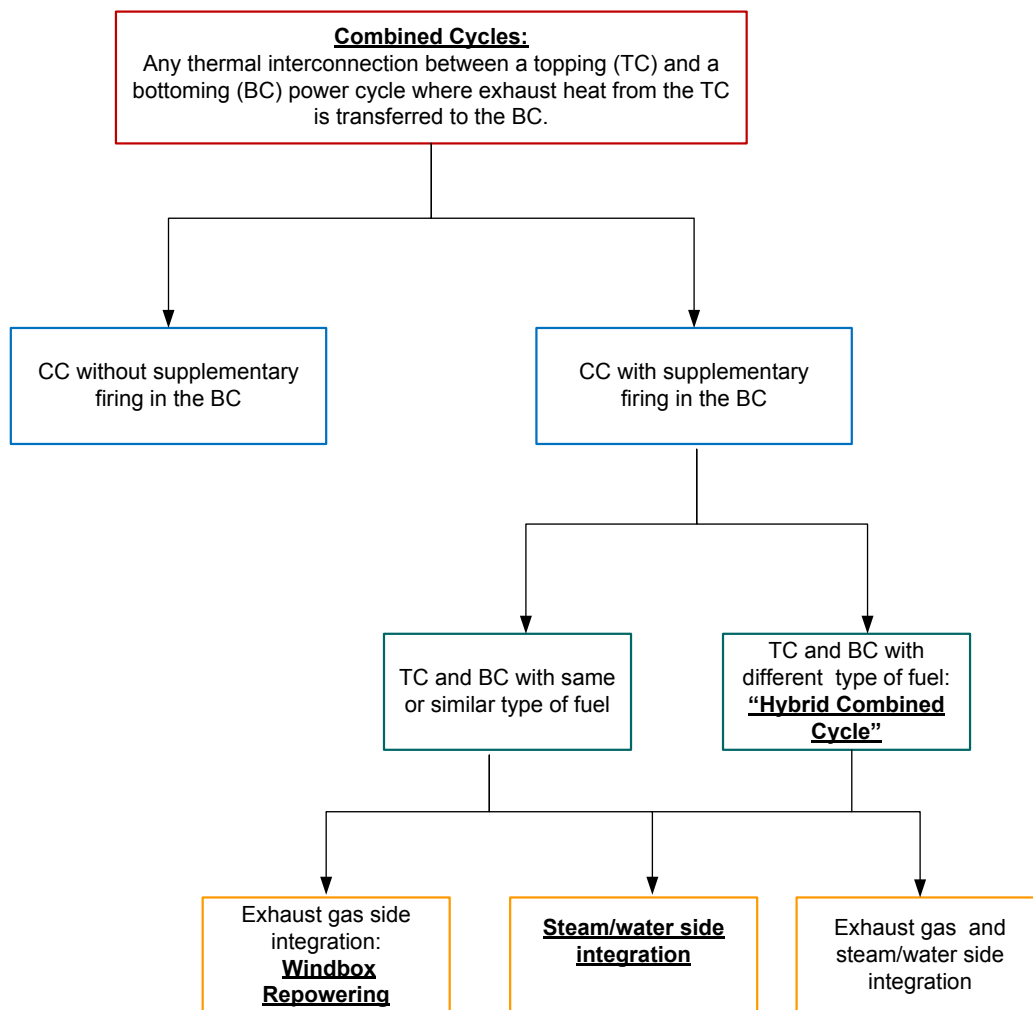 Combined Cycles:
Any thermal interconnection between a topping (TC) and a
bottoming (BC) power cycle where exhaust heat from the TC
is transferred to the BC.
CC without supplementary
firing in the BC
CC with supplementary
firing in the BC
TC and BC with same
or similar type of fuel
TC and BC with
different type of fuel:
“Hybrid Combined
Cycle”
Exhaust gas side
integration:
Windbox
Repowering
Steam/water side
integration
Exhaust gas and
steam/water side
integration